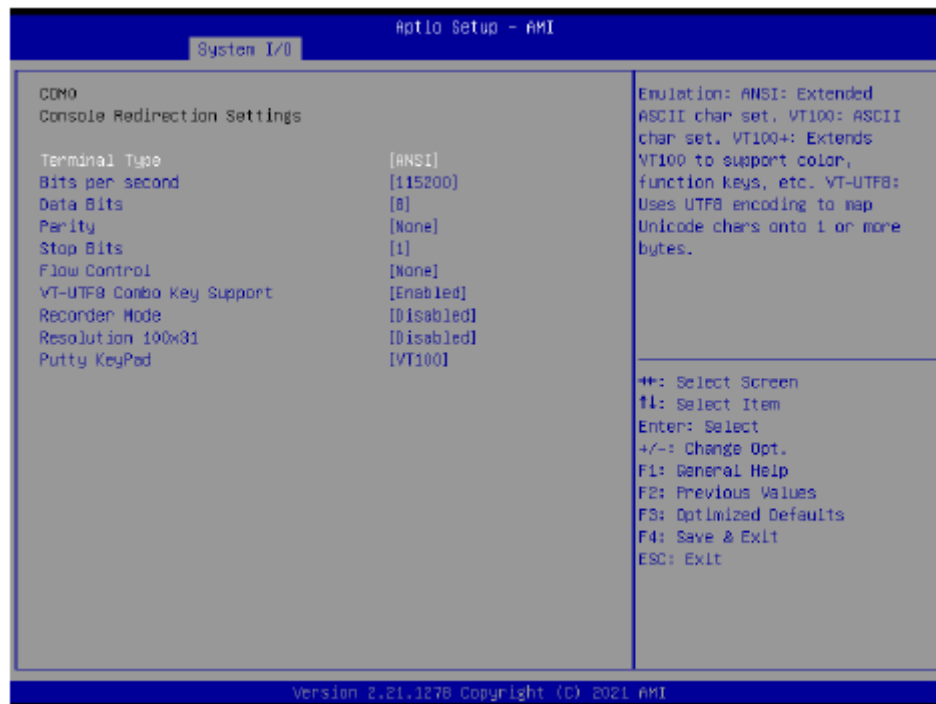 Aptio Setup – AMI
System I/O
COM0
Console Redirection Settings
Terminal Type [ANSI]
Bits per second [115200]
Data Bits [8]
Parity [None]
Stop Bits [1]
Flow Control [None]
VT-UTF8 Combo Key Support [Enabled]
Recorder Mode [Disabled]
Resolution 100x31 [Disabled]
Putty KeyPad [VT100]
Emulation: ANSI: Extended
ASCII char set. VT100: ASCII
char set. VT100+: Extends
VT100 to support color,
function keys, etc. VT-UTF8:
Uses UTF8 encoding to map
Unicode chars onto 1 or more
bytes.
→←: Select Screen
↑↓: Select Item
Enter: Select
+/-: Change Opt.
F1: General Help
F2: Previous Values
F3: Optimized Defaults
F4: Save & Exit
ESC: Exit
Version 2.21.1278 Copyright (C) 2021 AMI